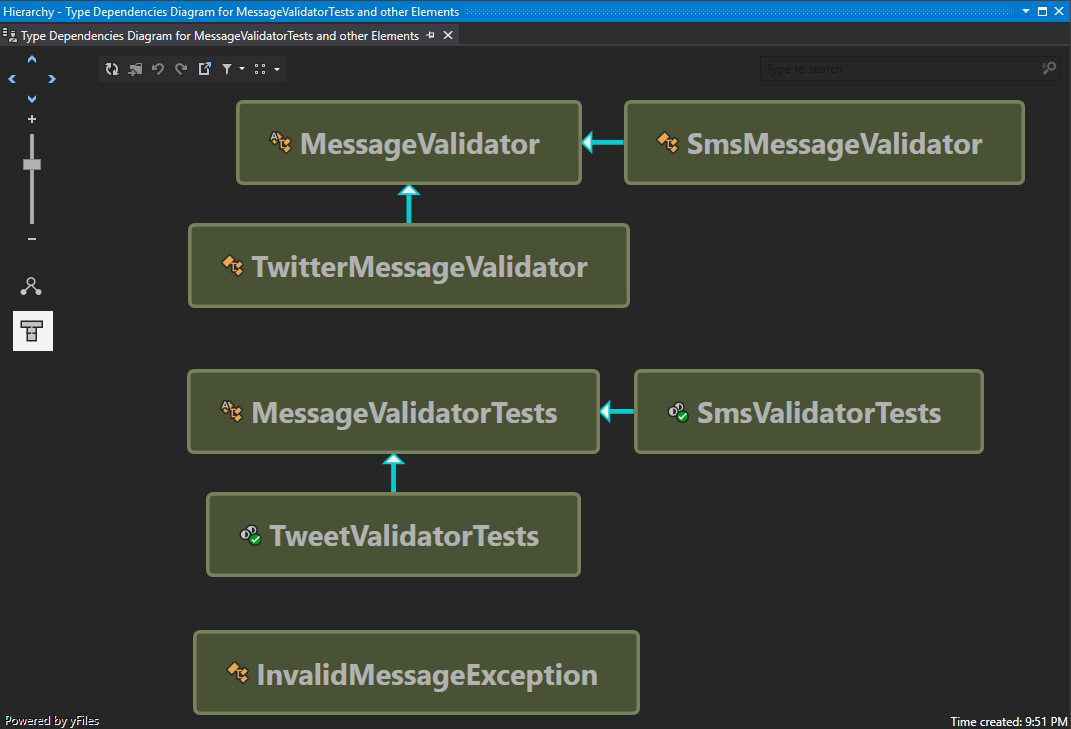 Hierarchy - Type Dependencies Diagram for MessageValidatorTests and other Elements
Type Dependencies Diagram for MessageValidatorTests and other Elements
Type to search
MessageValidator
SmsMessageValidator
TwitterMessageValidator
MessageValidatorTests
SmsValidatorTests
TweetValidatorTests
InvalidMessageException
Powered by yFiles
Time created: 9:51 PM